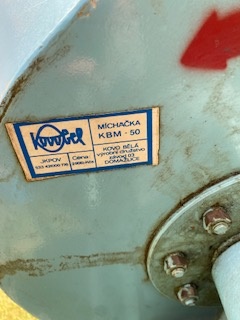 KovoBel
MÍCHAČKA
KBM - 50
KOVO BĚLÁ
výrobní družstvo
závod 03
DOMAŽLICE
JKPOV
Cena: